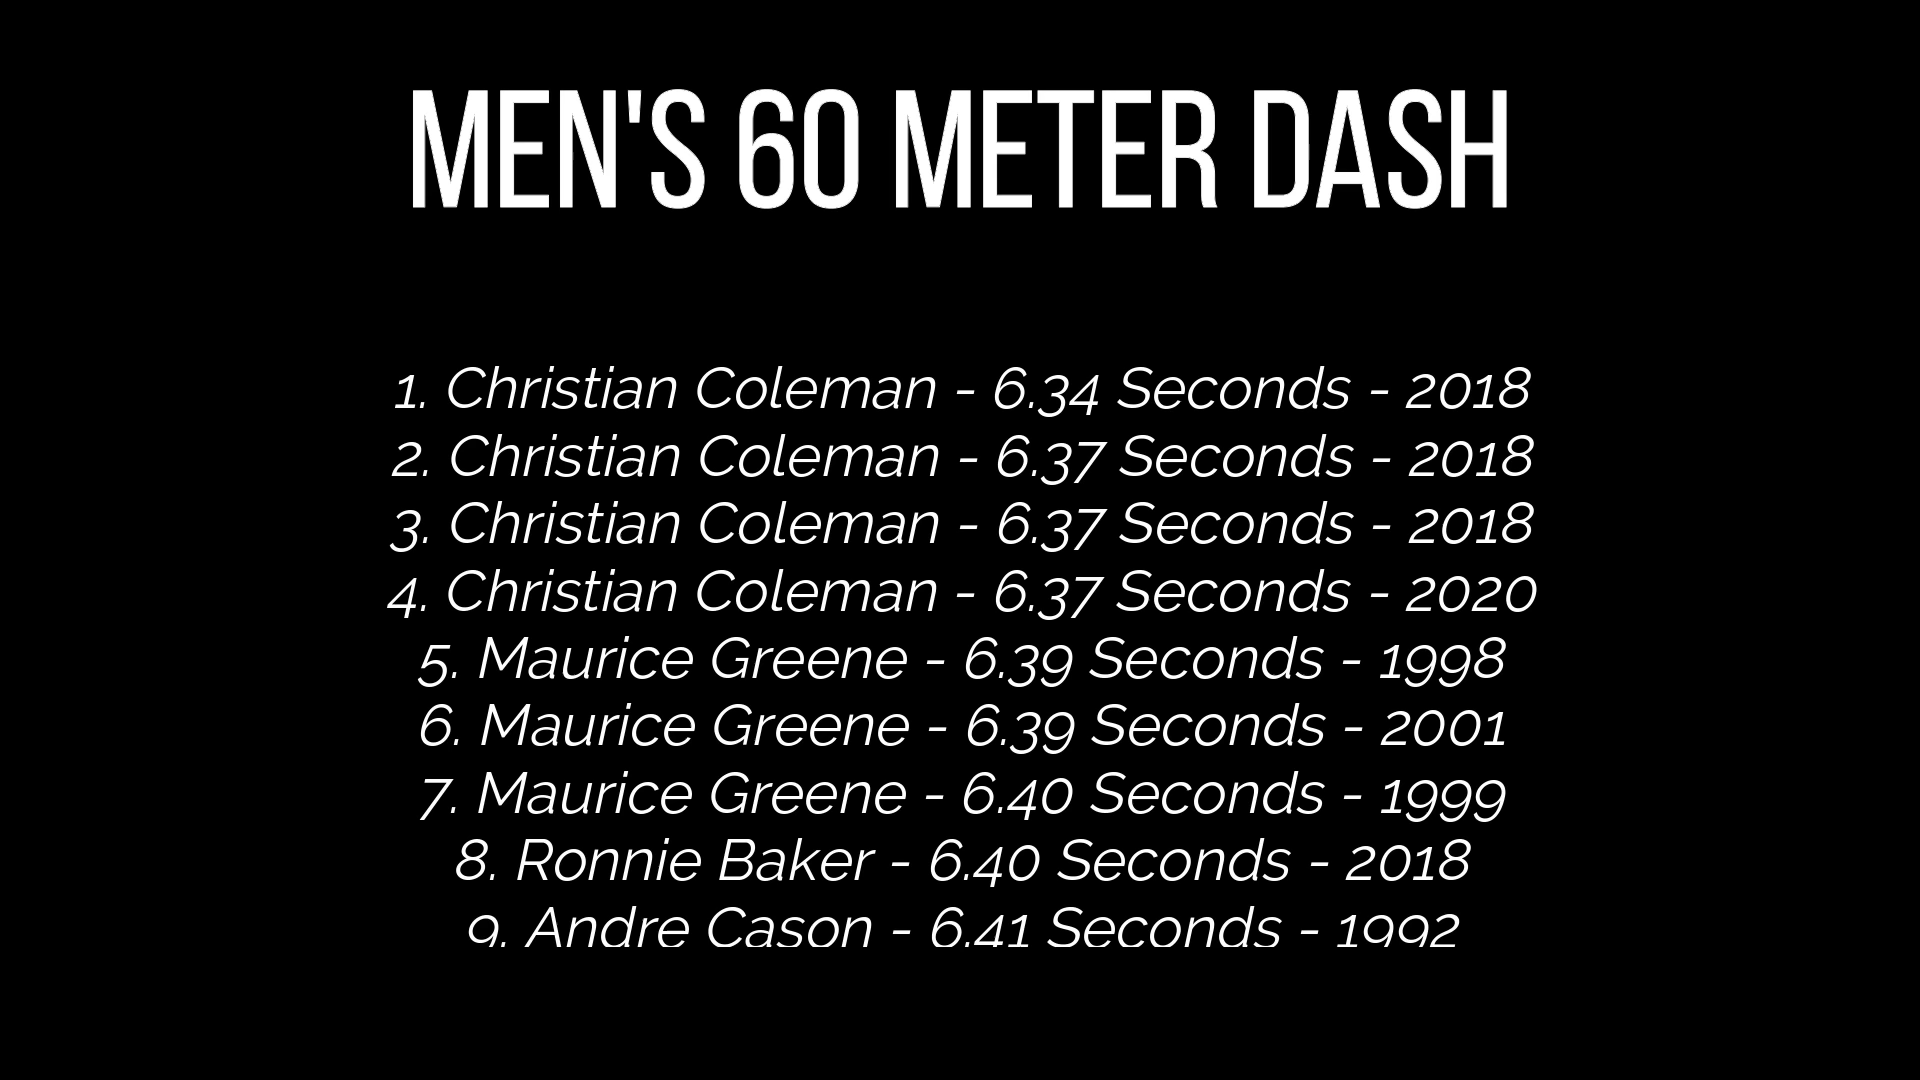 MEN'S 60 METER DASH
1. Christian Coleman - 6.34 Seconds - 2018
2. Christian Coleman - 6.37 Seconds - 2018
3. Christian Coleman - 6.37 Seconds - 2018
4. Christian Coleman - 6.37 Seconds - 2020
5. Maurice Greene - 6.39 Seconds - 1998
6. Maurice Greene - 6.39 Seconds - 2001
7. Maurice Greene - 6.40 Seconds - 1999
8. Ronnie Baker - 6.40 Seconds - 2018
9. Andre Cason - 6.41 Seconds - 1992